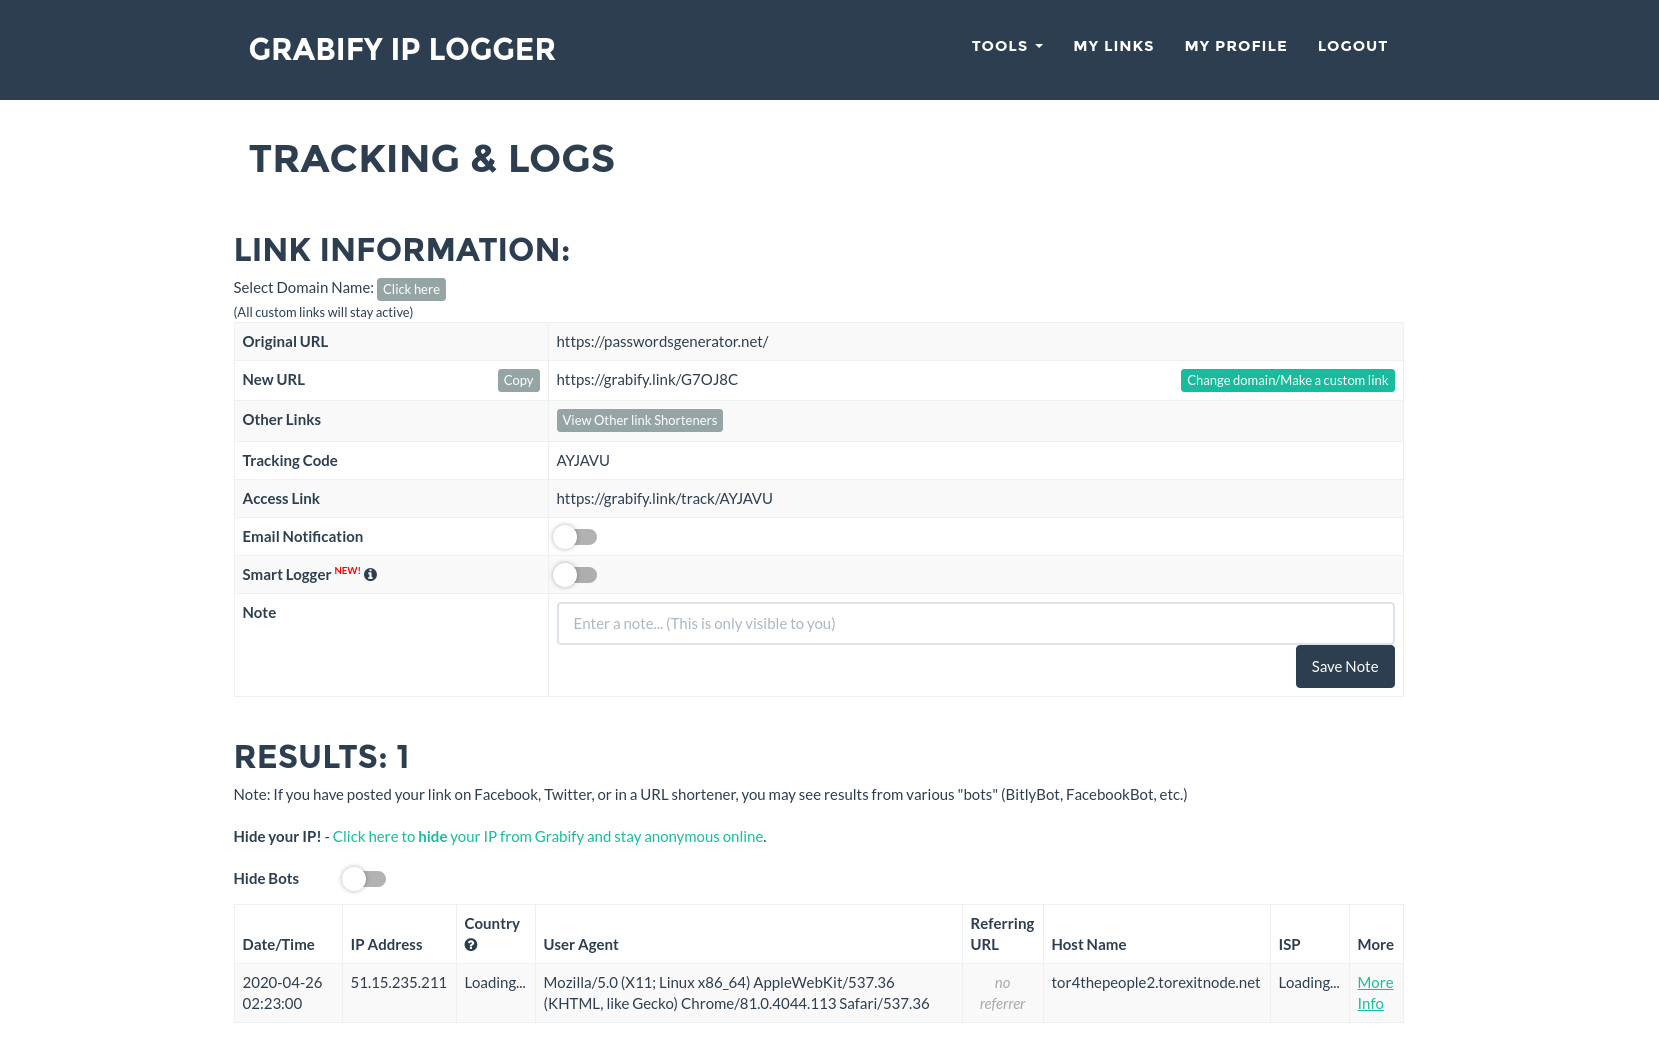 GRABIFY IP LOGGER
TOOLS MY LINKS MY PROFILE LOGOUT
TRACKING & LOGS
LINK INFORMATION:
Select Domain Name: Click here
(All custom links will stay active)
Original URL https://passwordsgenerator.net/
New URL Copy https://grabify.link/G7OJ8C Change domain/Make a custom link
Other Links View Other link Shorteners
Tracking Code AYJAVU
Access Link https://grabify.link/track/AYJAVU
Email Notification
Smart Logger NEW!
Note Enter a note... (This is only visible to you)
Save Note
RESULTS: 1
Note: If you have posted your link on Facebook, Twitter, or in a URL shortener, you may see results from various "bots" (BitlyBot, FacebookBot, etc.)
Hide your IP! - Click here to hide your IP from Grabify and stay anonymous online.
Hide Bots
Country Referring
Date/Time IP Address User Agent URL Host Name ISP More
2020-04-26 51.15.235.211 Loading... Mozilla/5.0 (X11; Linux x86_64) AppleWebKit/537.36 no tor4thepeople2.torexitnode.net Loading... More
02:23:00 (KHTML, like Gecko) Chrome/81.0.4044.113 Safari/537.36 referrer Info